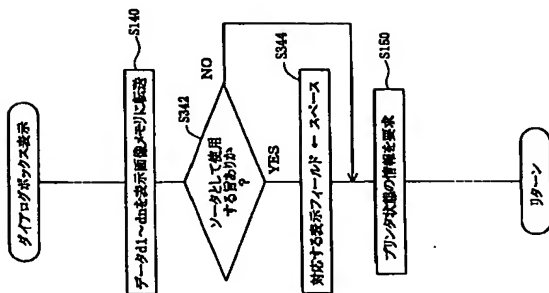 ダイアログボックス表示
S140
データd1〜dnを表示画像メモリに転送
S342
ソータとして使用
する旨ありか
?
NO
YES
S344
対応する表示フィールド ← スペース
S160
プリンタ状態の情報を要求
リターン